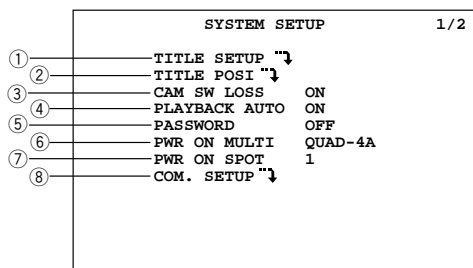 SYSTEM SETUP 1/2
① TITLE SETUP
② TITLE POSI
③ CAM SW LOSS ON
④ PLAYBACK AUTO ON
⑤ PASSWORD OFF
⑥ PWR ON MULTI QUAD-4A
⑦ PWR ON SPOT 1
⑧ COM. SETUP